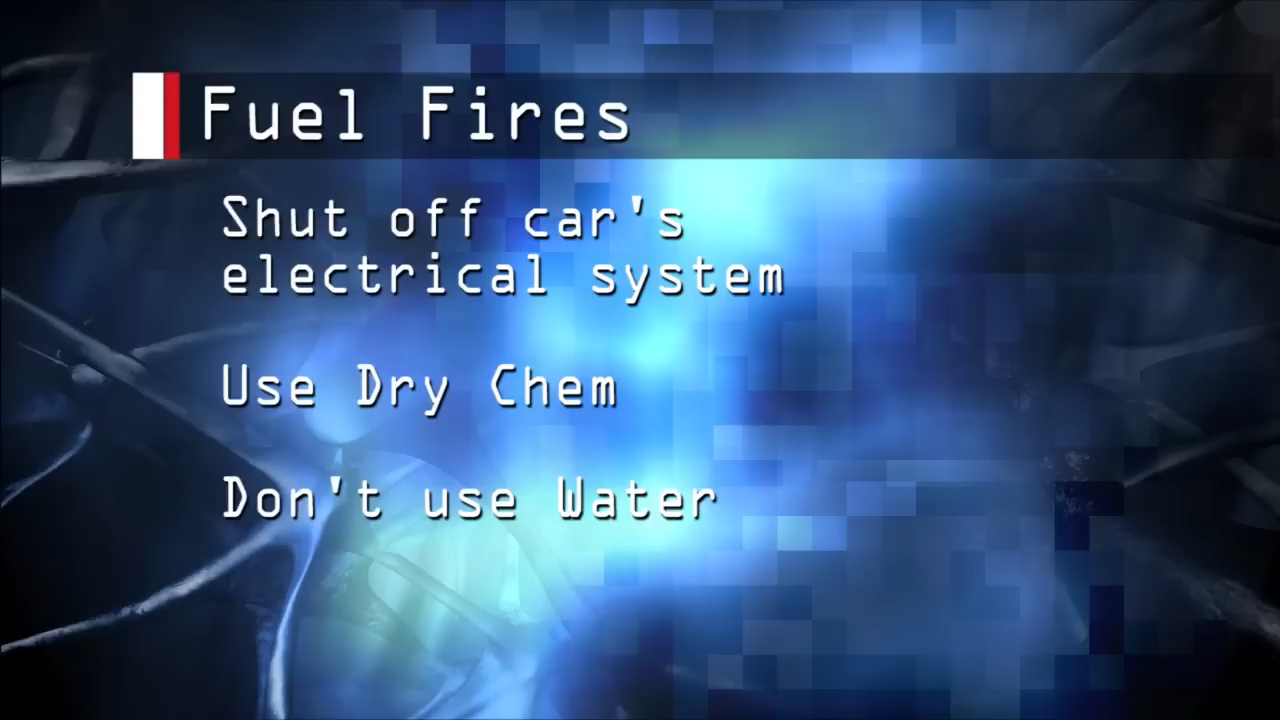 Fuel Fires
Shut off car's
electrical system
Use Dry Chem
Don't use Water